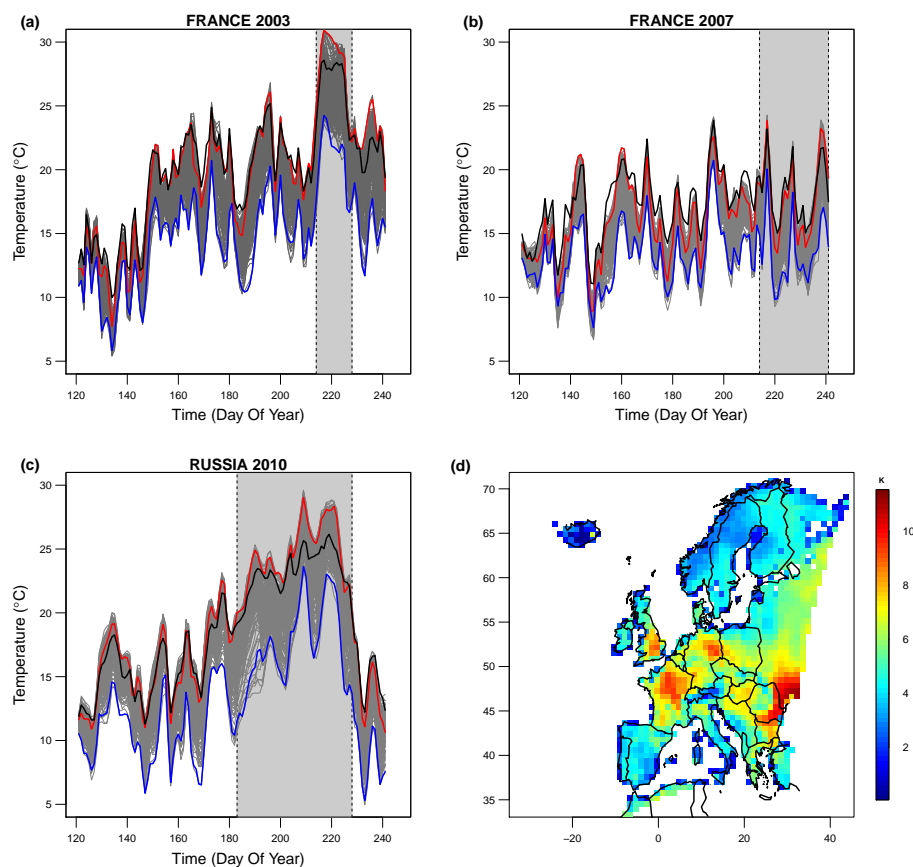 (a)
FRANCE 2003
30
25
20
15
10
5
Temperature (°C)
120 140 160 180 200 220 240
Time (Day Of Year)
(b)
FRANCE 2007
30
25
20
15
10
5
Temperature (°C)
120 140 160 180 200 220 240
Time (Day Of Year)
(c)
RUSSIA 2010
30
25
20
15
10
5
Temperature (°C)
120 140 160 180 200 220 240
Time (Day Of Year)
(d)
70
65
60
55
50
45
40
35
−20 0 20 40
K
10
8
6
4
2